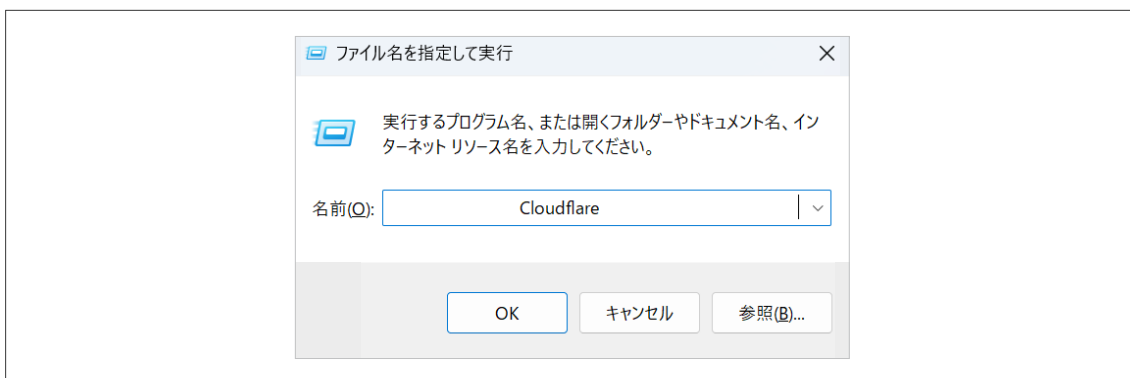 ファイル名を指定して実行
実行するプログラム名、または開くフォルダーやドキュメント名、イン
ターネット リソース名を入力してください。
名前(O): Cloudflare
OK キャンセル 参照(B)...